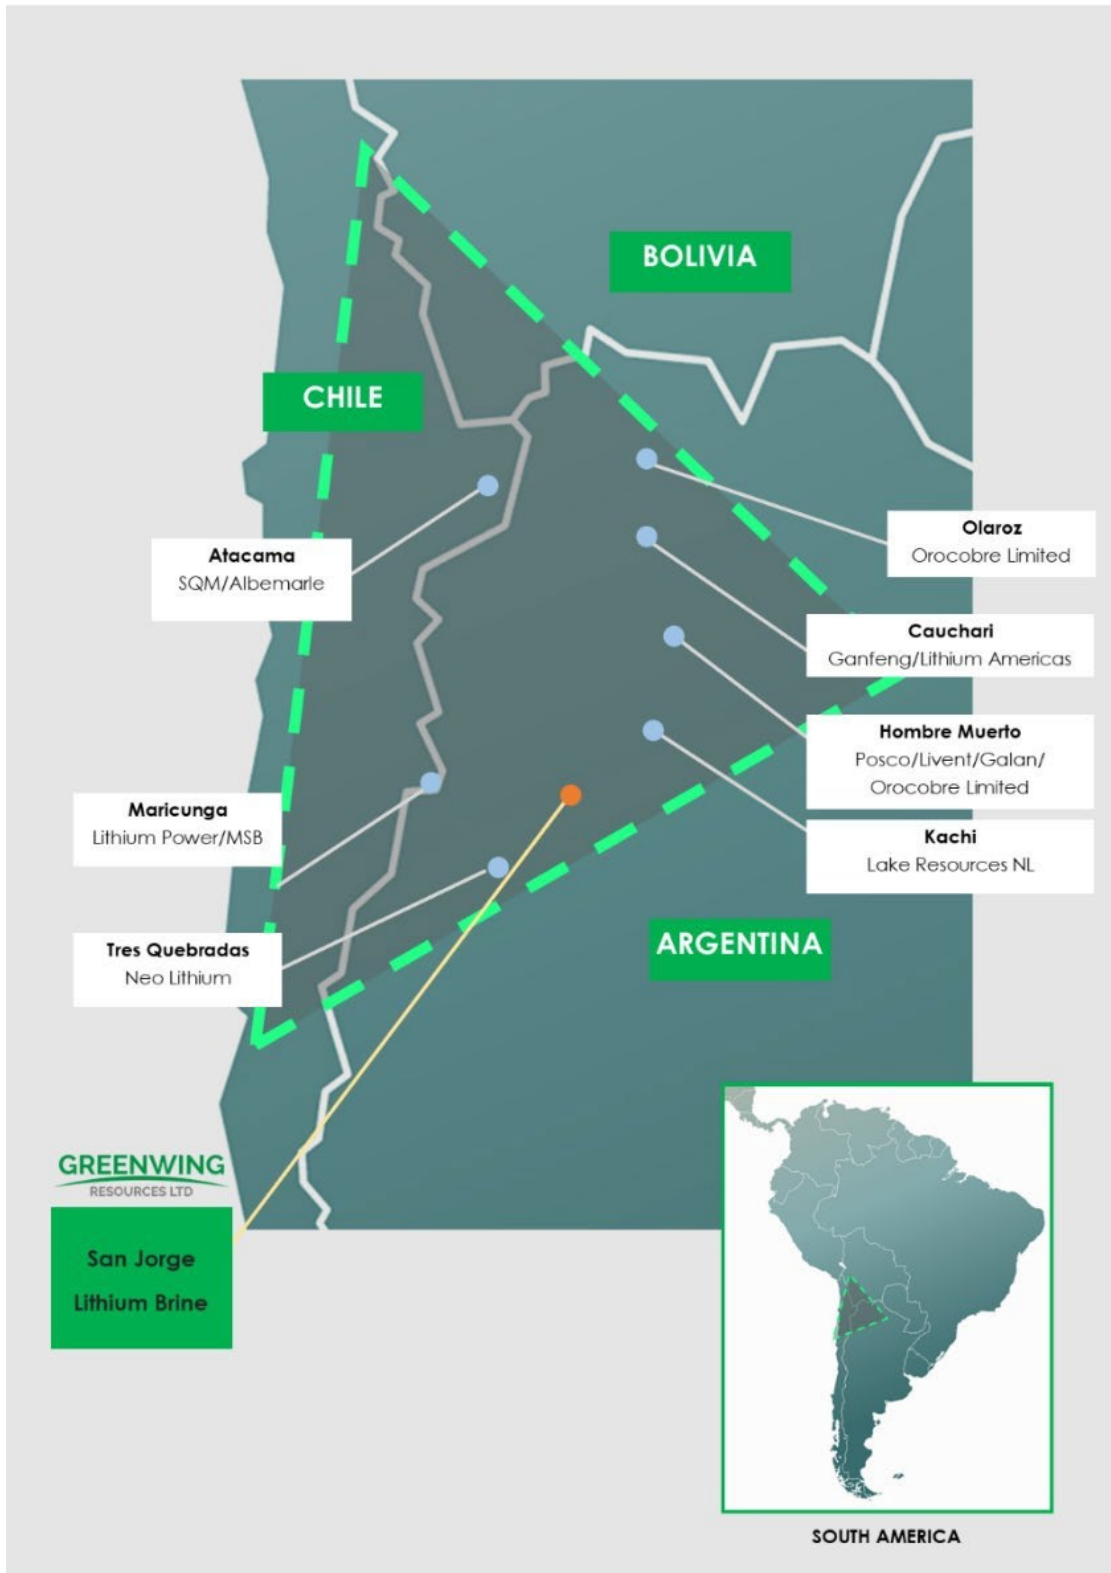 BOLIVIA
CHILE
Olaroz
Orocobre Limited
Atacama
SQM/Albemarle
Cauchari
Ganfeng/Lithium Americas
Hombre Muerto
Posco/Livent/Galan/
Orocobre Limited
Maricunga
Lithium Power/MSB
Kachi
Lake Resources NL
Tres Quebradas
Neo Lithium
ARGENTINA
GREENWING
RESOURCES LTD
San Jorge
Lithium Brine
SOUTH AMERICA